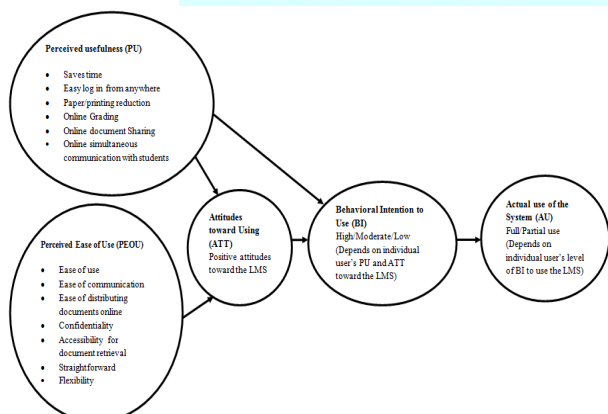 Perceived usefulness (PU)
• Saves time
• Easy log in from anywhere
• Paper/printing reduction
• Online Grading
• Online document Sharing
• Online simultaneous
communication with students
Perceived Ease of Use (PEOU)
• Ease of use
• Ease of communication
• Ease of distributing
documents online
• Confidentiality
• Accessibility for
document retrieval
• Straightforward
• Flexibility
Attitudes
toward Using
(ATT)
Positive attitudes
toward the LMS
Behavioral Intention to
Use (BI)
High/Moderate/Low
(Depends on individual
user's PU and ATT
toward the LMS)
Actual use of the
System (AU)
Full/Partial use
(Depends on
individual user's level
of BI to use the LMS)